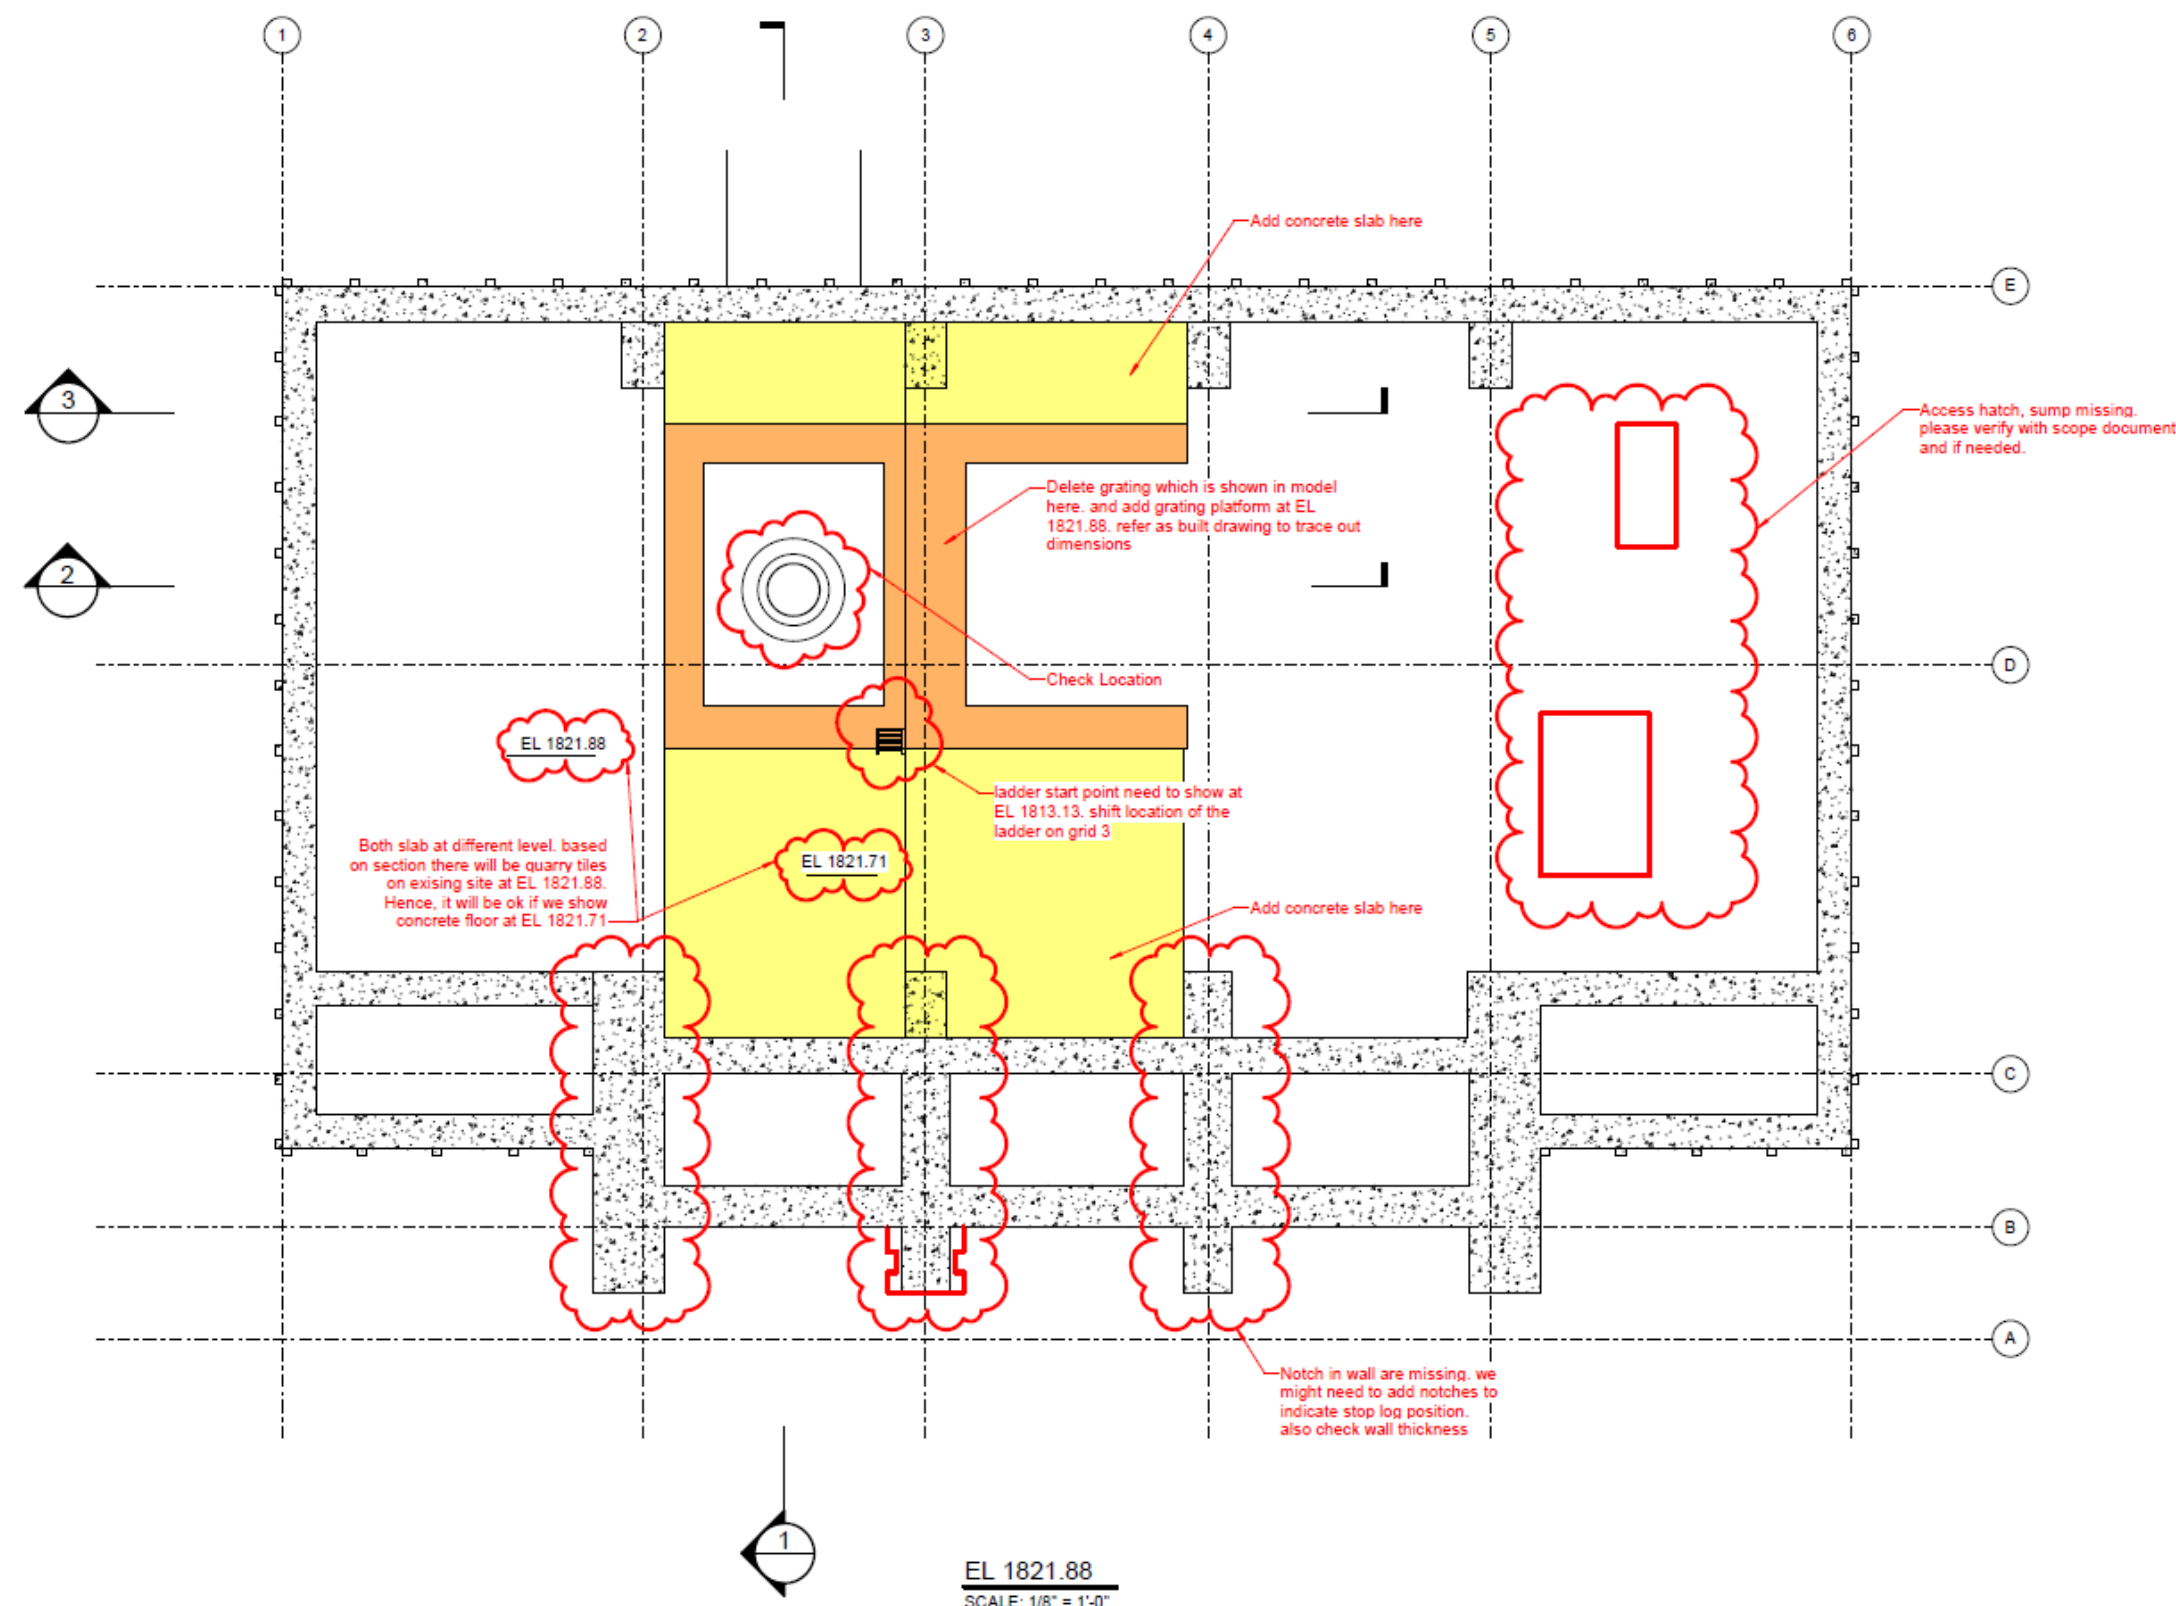 1
2
3
4
5
6
Add concrete slab here
E
3
Access hatch, sump missing.
please verify with scope document
and if needed.
Delete grating which is shown in model
here. and add grating platform at EL
1821.88. refer as built drawing to trace out
dimensions
2
D
Check Location
EL 1821.88
ladder start point need to show at
EL 1813.13. shift location of the
ladder on grid 3
Both slab at different level. based
on section there will be quarry tiles
on exising site at EL 1821.88.
Hence, it will be ok if we show
concrete floor at EL 1821.71
EL 1821.71
Add concrete slab here
C
B
A
Notch in wall are missing. we
might need to add notches to
indicate stop log position.
also check wall thickness
1
EL 1821.88
SCALE: 1/8" = 1'-0"